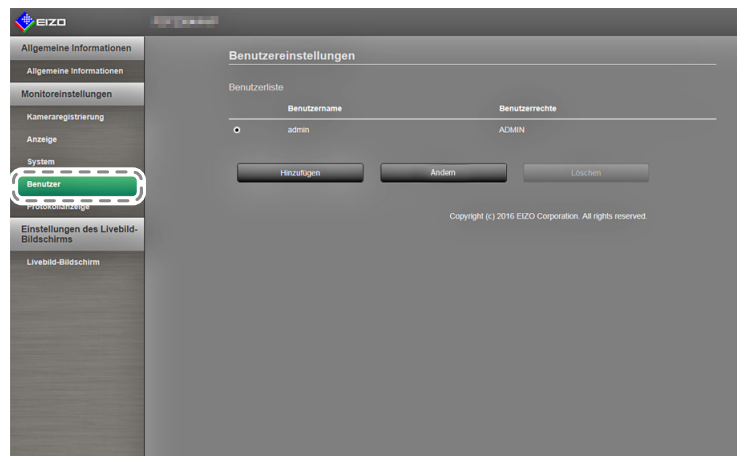 EIZO
Allgemeine Informationen
Allgemeine Informationen
Monitoreinstellungen
Kameraregistrierung
Anzeige
System
Benutzer
Protokollanzeige
Einstellungen des Livebild-
Bildschirms
Livebild-Bildschirm
Benutzereinstellungen
Benutzerliste
Benutzername Benutzerrechte
admin ADMIN
Hinzufügen Ändern Löschen
Copyright (c) 2016 EIZO Corporation. All rights reserved.